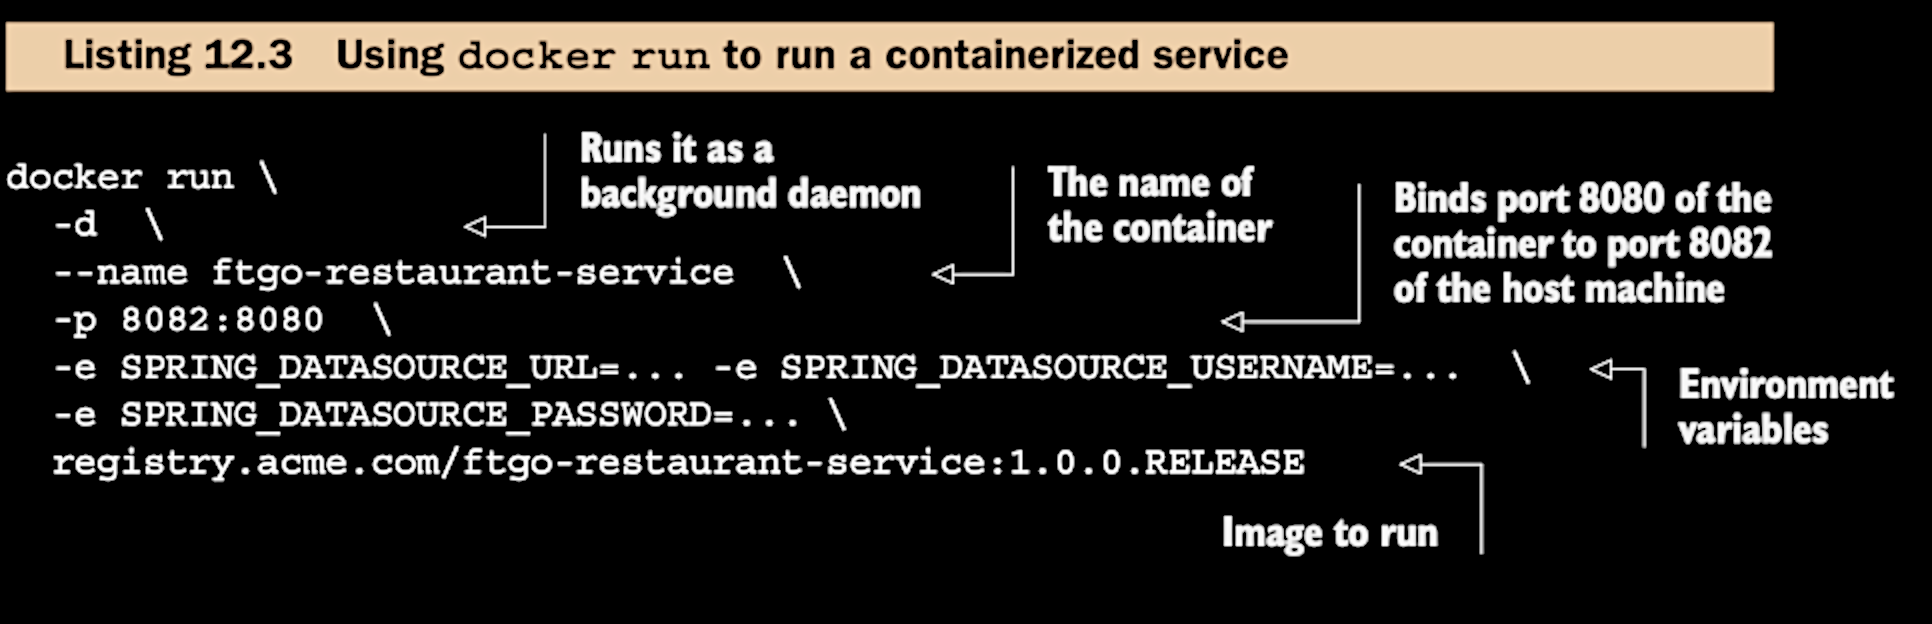 Listing 12.3 Using docker run to run a containerized service
docker run \
-d \
--name ftgo-restaurant-service \
-p 8082:8080 \
-e SPRING_DATASOURCE_URL=... -e SPRING_DATASOURCE_USERNAME=... \
-e SPRING_DATASOURCE_PASSWORD=... \
registry.acme.com/ftgo-restaurant-service:1.0.0.RELEASE
Runs it as a
background daemon
The name of
the container
Binds port 8080 of the
container to port 8082
of the host machine
Environment
variables
Image to run